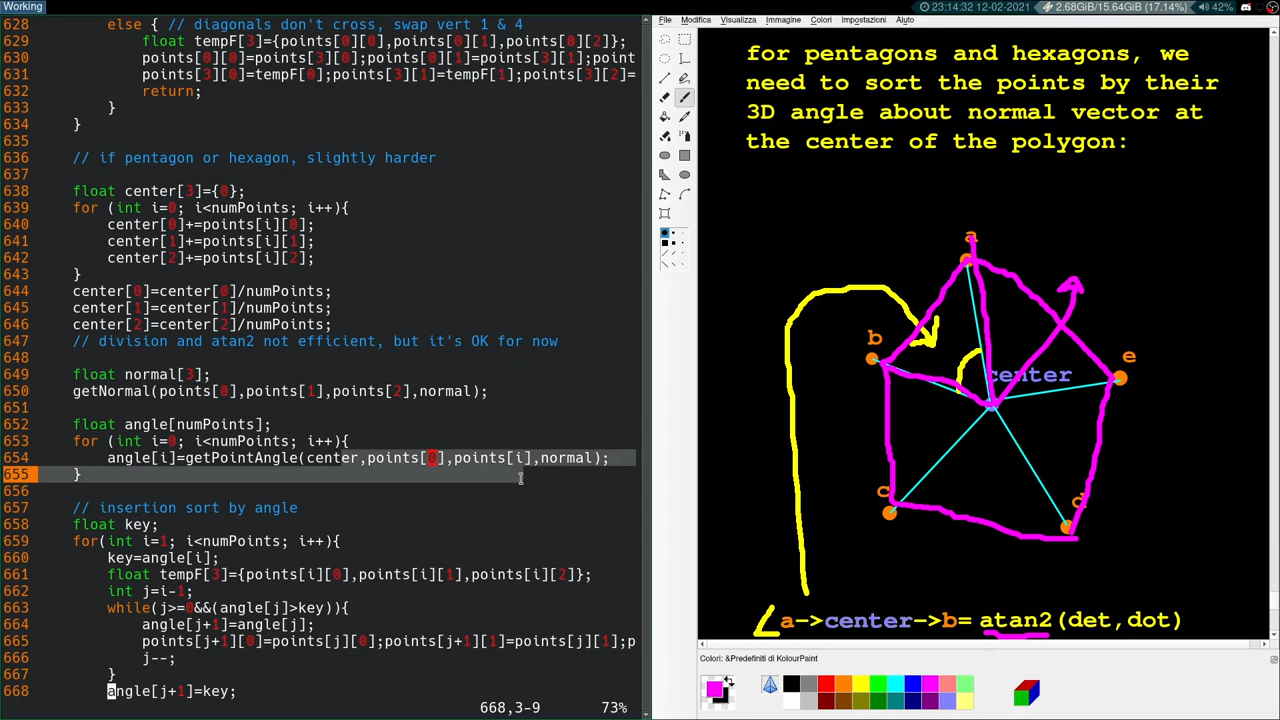 Working
23:14:32 12-02-2021 2.68GiB/15.64GiB (17.14%) 42%
628 else { // diagonals don't cross, swap vert 1 & 4
629 float tempF[3]={points[0][0],points[0][1],points[0][2]};
630 points[0][0]=points[3][0];points[0][1]=points[3][1];point
631 points[3][0]=tempF[0];points[3][1]=tempF[1];points[3][2]=
632 return;
633 }
634 }
635
636 // if pentagon or hexagon, slightly harder
637
638 float center[3]={0};
639 for (int i=0; i<numPoints; i++){
640 center[0]+=points[i][0];
641 center[1]+=points[i][1];
642 center[2]+=points[i][2];
643 }
644 center[0]=center[0]/numPoints;
645 center[1]=center[1]/numPoints;
646 center[2]=center[2]/numPoints;
647 // division and atan2 not efficient, but it's OK for now
648
649 float normal[3];
650 getNormal(points[0],points[1],points[2],normal);
651
652 float angle[numPoints];
653 for (int i=0; i<numPoints; i++){
654 angle[i]=getPointAngle(center,points[0],points[i],normal);
655 }
656
657 // insertion sort by angle
658 float key;
659 for(int i=1; i<numPoints; i++){
660 key=angle[i];
661 float tempF[3]={points[i][0],points[i][1],points[i][2]};
662 int j=i-1;
663 while(j>=0&&(angle[j]>key)){
664 angle[j+1]=angle[j];
665 points[j+1][0]=points[j][0];points[j+1][1]=points[j][1];p
666 j--;
667 }
668 angle[j+1]=key;
668,3-9 73%
File Modifica Visualizza Immagine Colori Impostazioni Aiuto
for pentagons and hexagons, we
need to sort the points by their
3D angle about normal vector at
the center of the polygon:
a
b
e
center
c
d
a->center->b= atan2(det,dot)
Colori: &Predefiniti di KolourPaint